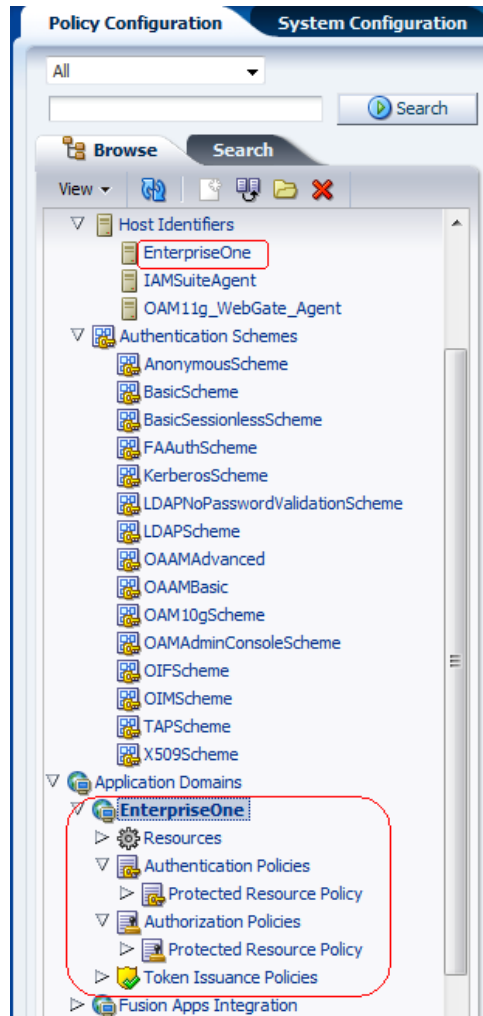 Policy Configuration System Configuration
All
Search
Browse Search
View
Host Identifiers
EnterpriseOne
IAMSuiteAgent
OAM11g_WebGate_Agent
Authentication Schemes
AnonymousScheme
BasicScheme
BasicSessionlessScheme
FAAuthScheme
KerberosScheme
LDAPNoPasswordValidationScheme
LDAPScheme
OAAMAdvanced
OAAMBasic
OAM10gScheme
OAMAdminConsoleScheme
OIFScheme
OIMScheme
TAPScheme
X509Scheme
Application Domains
EnterpriseOne
Resources
Authentication Policies
Protected Resource Policy
Authorization Policies
Protected Resource Policy
Token Issuance Policies
Fusion Apps Integration